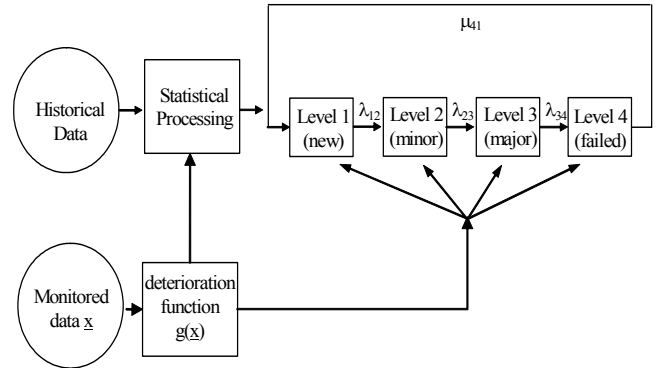 μ41
Historical
Data
Statistical
Processing
Level 1
(new)
λ12
Level 2
(minor)
λ23
Level 3
(major)
λ34
Level 4
(failed)
Monitored
data x
deterioration
function
g(x)